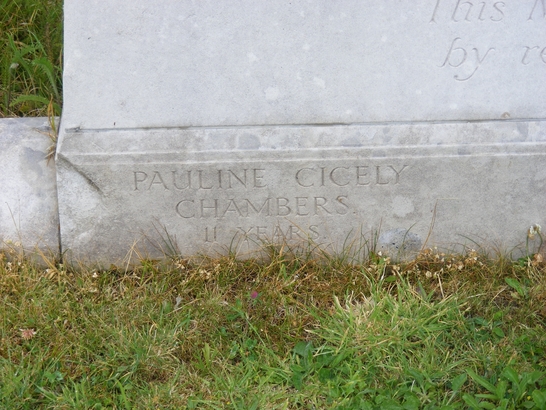 This
by
PAULINE CICELY
CHAMBERS.
11 YEARS.